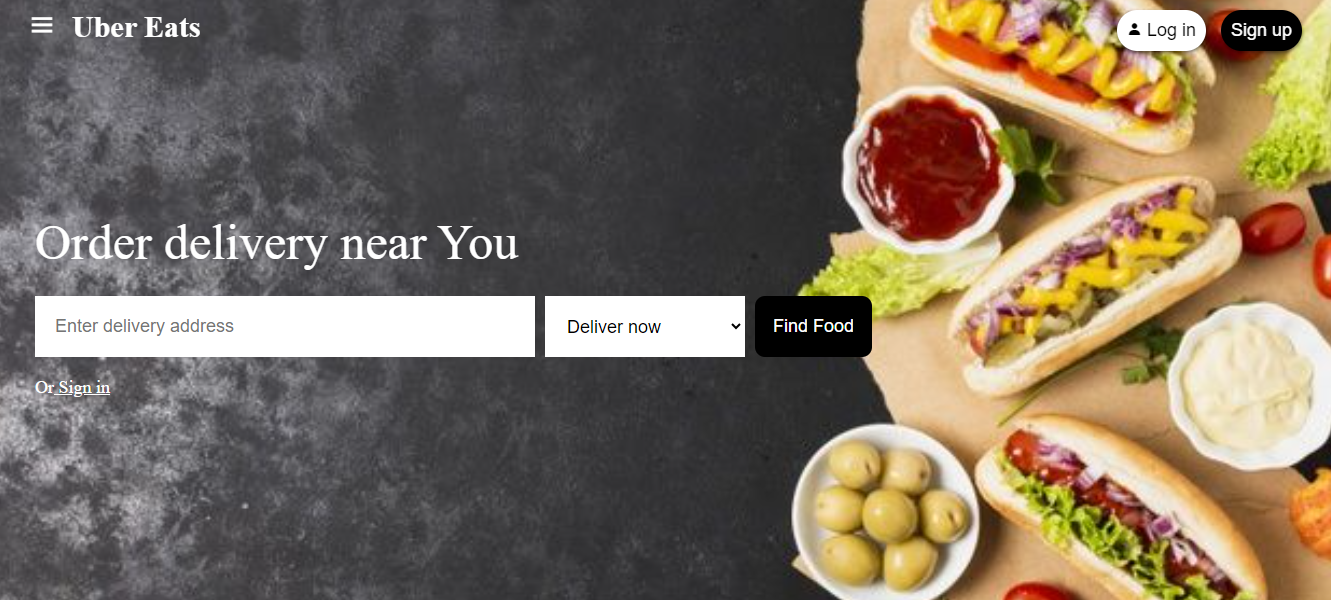 Uber Eats
Log in
Sign up
Order delivery near You
Enter delivery address
Deliver now
Find Food
Or Sign in